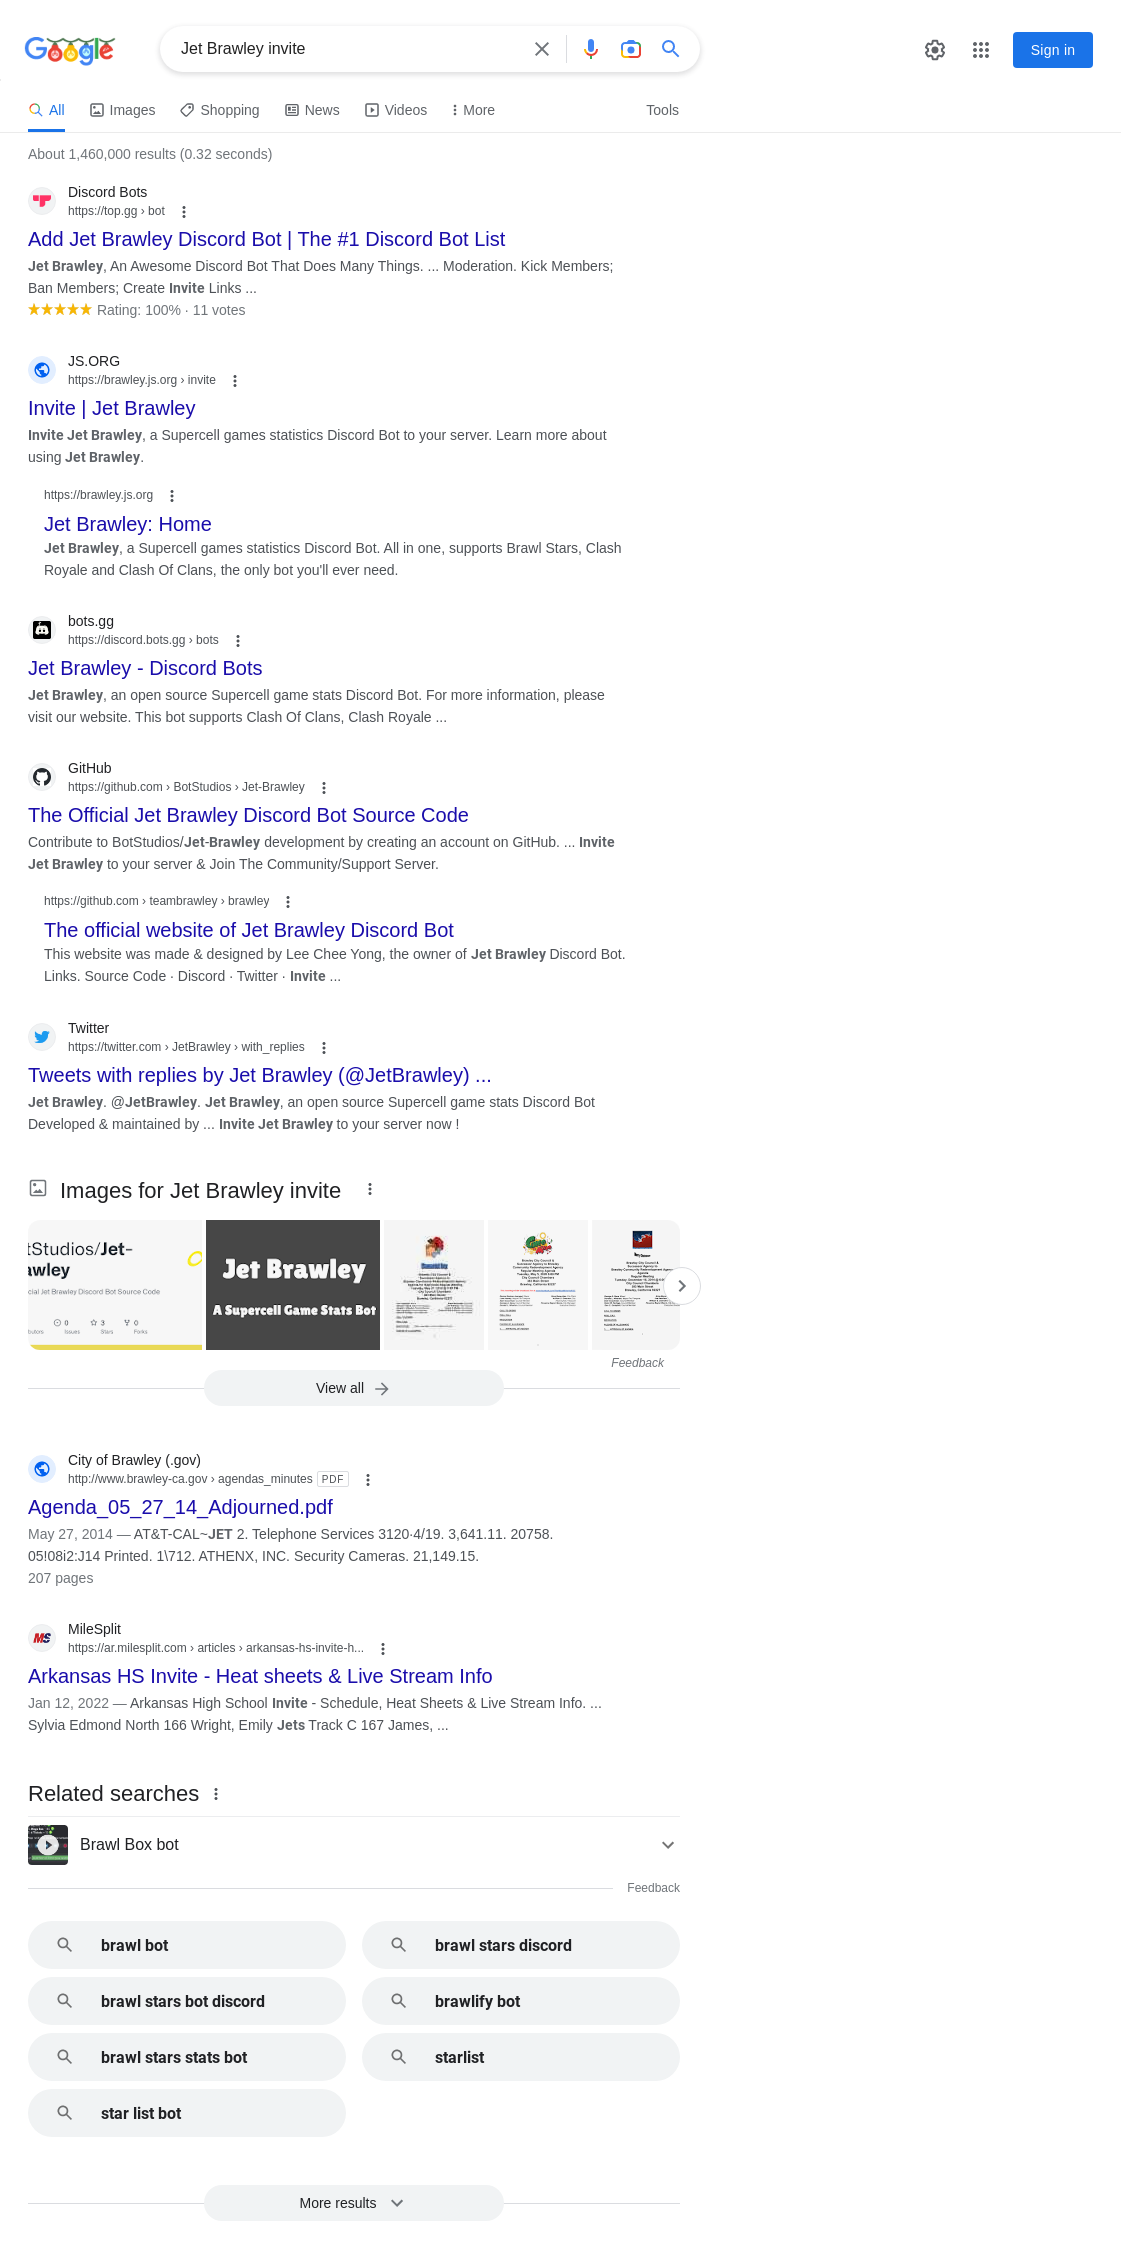 Google
Jet Brawley invite
Sign in
All
Images
Shopping
News
Videos
More
Tools
About 1,460,000 results (0.32 seconds)
Discord Bots
https://top.gg › bot
Add Jet Brawley Discord Bot | The #1 Discord Bot List
Jet Brawley, An Awesome Discord Bot That Does Many Things. ... Moderation. Kick Members;
Ban Members; Create Invite Links ...
Rating: 100% · 11 votes
JS.ORG
https://brawley.js.org › invite
Invite | Jet Brawley
Invite Jet Brawley, a Supercell games statistics Discord Bot to your server. Learn more about
using Jet Brawley.
https://brawley.js.org
Jet Brawley: Home
Jet Brawley, a Supercell games statistics Discord Bot. All in one, supports Brawl Stars, Clash
Royale and Clash Of Clans, the only bot you'll ever need.
bots.gg
https://discord.bots.gg › bots
Jet Brawley - Discord Bots
Jet Brawley, an open source Supercell game stats Discord Bot. For more information, please
visit our website. This bot supports Clash Of Clans, Clash Royale ...
GitHub
https://github.com › BotStudios › Jet-Brawley
The Official Jet Brawley Discord Bot Source Code
Contribute to BotStudios/Jet-Brawley development by creating an account on GitHub. ... Invite
Jet Brawley to your server & Join The Community/Support Server.
https://github.com › teambrawley › brawley
The official website of Jet Brawley Discord Bot
This website was made & designed by Lee Chee Yong, the owner of Jet Brawley Discord Bot.
Links. Source Code · Discord · Twitter · Invite ...
Twitter
https://twitter.com › JetBrawley › with_replies
Tweets with replies by Jet Brawley (@JetBrawley) ...
Jet Brawley. @JetBrawley. Jet Brawley, an open source Supercell game stats Discord Bot
Developed & maintained by ... Invite Jet Brawley to your server now !
Images for Jet Brawley invite
tStudios/Jet-
awley
cial Jet Brawley Discord Bot Source Code
0
3
0
Issues
Stars
Forks
Jet Brawley
A Supercell Game Stats Bot
Feedback
View all
City of Brawley (.gov)
http://www.brawley-ca.gov › agendas_minutes PDF
Agenda_05_27_14_Adjourned.pdf
May 27, 2014 — AT&T-CAL~JET 2. Telephone Services 3120·4/19. 3,641.11. 20758.
05!08i2:J14 Printed. 1\712. ATHENX, INC. Security Cameras. 21,149.15.
207 pages
MS
MileSplit
https://ar.milesplit.com › articles › arkansas-hs-invite-h...
Arkansas HS Invite - Heat sheets & Live Stream Info
Jan 12, 2022 — Arkansas High School Invite - Schedule, Heat Sheets & Live Stream Info. ...
Sylvia Edmond North 166 Wright, Emily Jets Track C 167 James, ...
Related searches
Brawl Box bot
Feedback
brawl bot
brawl stars discord
brawl stars bot discord
brawlify bot
brawl stars stats bot
starlist
star list bot
More results